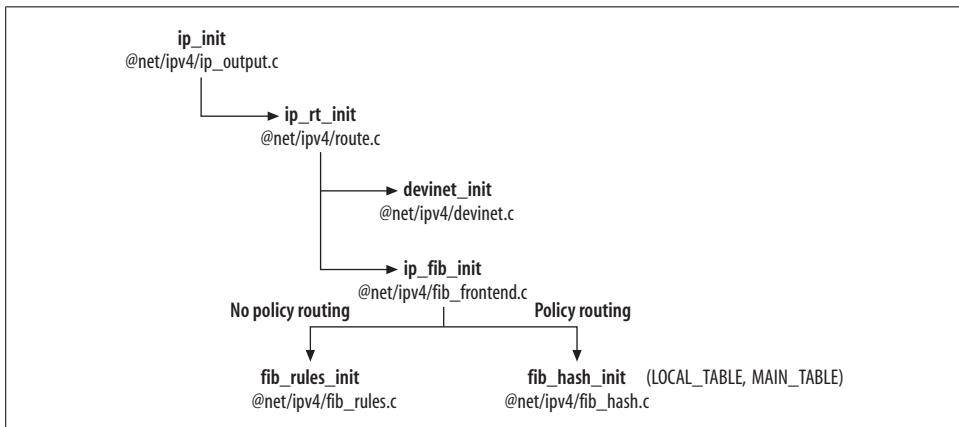 ip_init
@net/ipv4/ip_output.c
ip_rt_init
@net/ipv4/route.c
devinet_init
@net/ipv4/devinet.c
ip_fib_init
@net/ipv4/fib_frontend.c
No policy routing
Policy routing
fib_rules_init
@net/ipv4/fib_rules.c
fib_hash_init (LOCAL_TABLE, MAIN_TABLE)
@net/ipv4/fib_hash.c